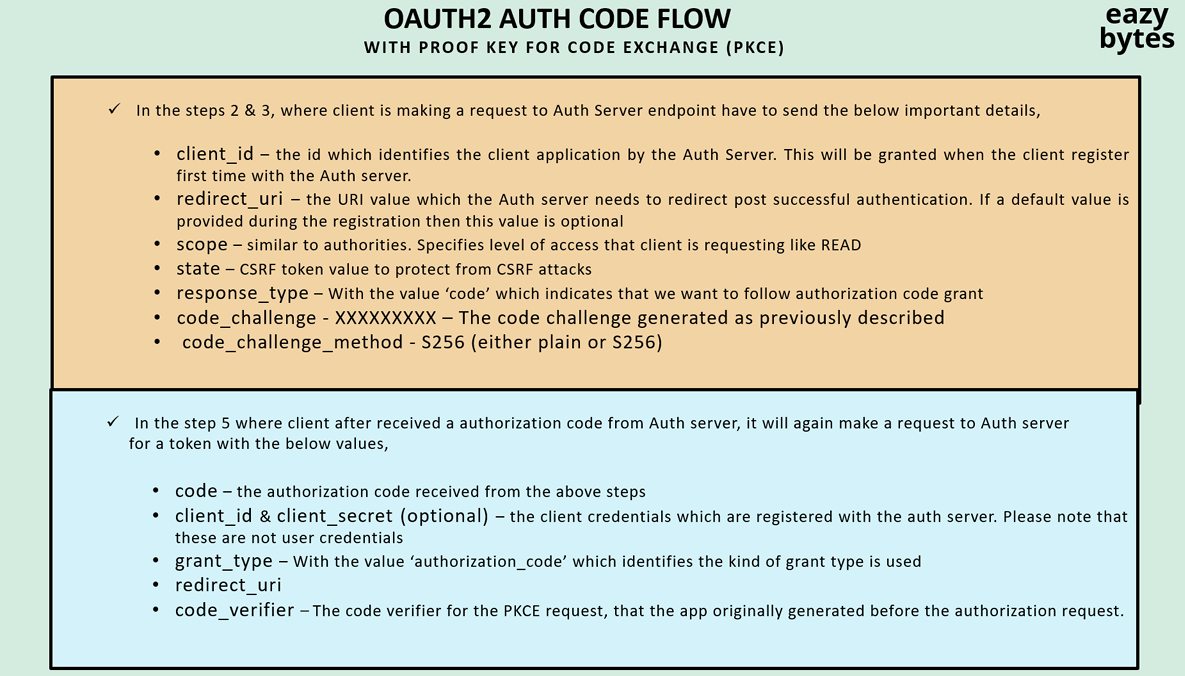 OAUTH2 AUTH CODE FLOW
WITH PROOF KEY FOR CODE EXCHANGE (PKCE)
eazy
bytes
✓ In the steps 2 & 3, where client is making a request to Auth Server endpoint have to send the below important details,
• client_id – the id which identifies the client application by the Auth Server. This will be granted when the client register
first time with the Auth server.
• redirect_uri – the URI value which the Auth server needs to redirect post successful authentication. If a default value is
provided during the registration then this value is optional
• scope – similar to authorities. Specifies level of access that client is requesting like READ
• state – CSRF token value to protect from CSRF attacks
• response_type – With the value ‘code’ which indicates that we want to follow authorization code grant
• code_challenge - XXXXXXXXX – The code challenge generated as previously described
• code_challenge_method - S256 (either plain or S256)
✓ In the step 5 where client after received a authorization code from Auth server, it will again make a request to Auth server
for a token with the below values,
• code – the authorization code received from the above steps
• client_id & client_secret (optional) – the client credentials which are registered with the auth server. Please note that
these are not user credentials
• grant_type – With the value ‘authorization_code’ which identifies the kind of grant type is used
• redirect_uri
• code_verifier – The code verifier for the PKCE request, that the app originally generated before the authorization request.